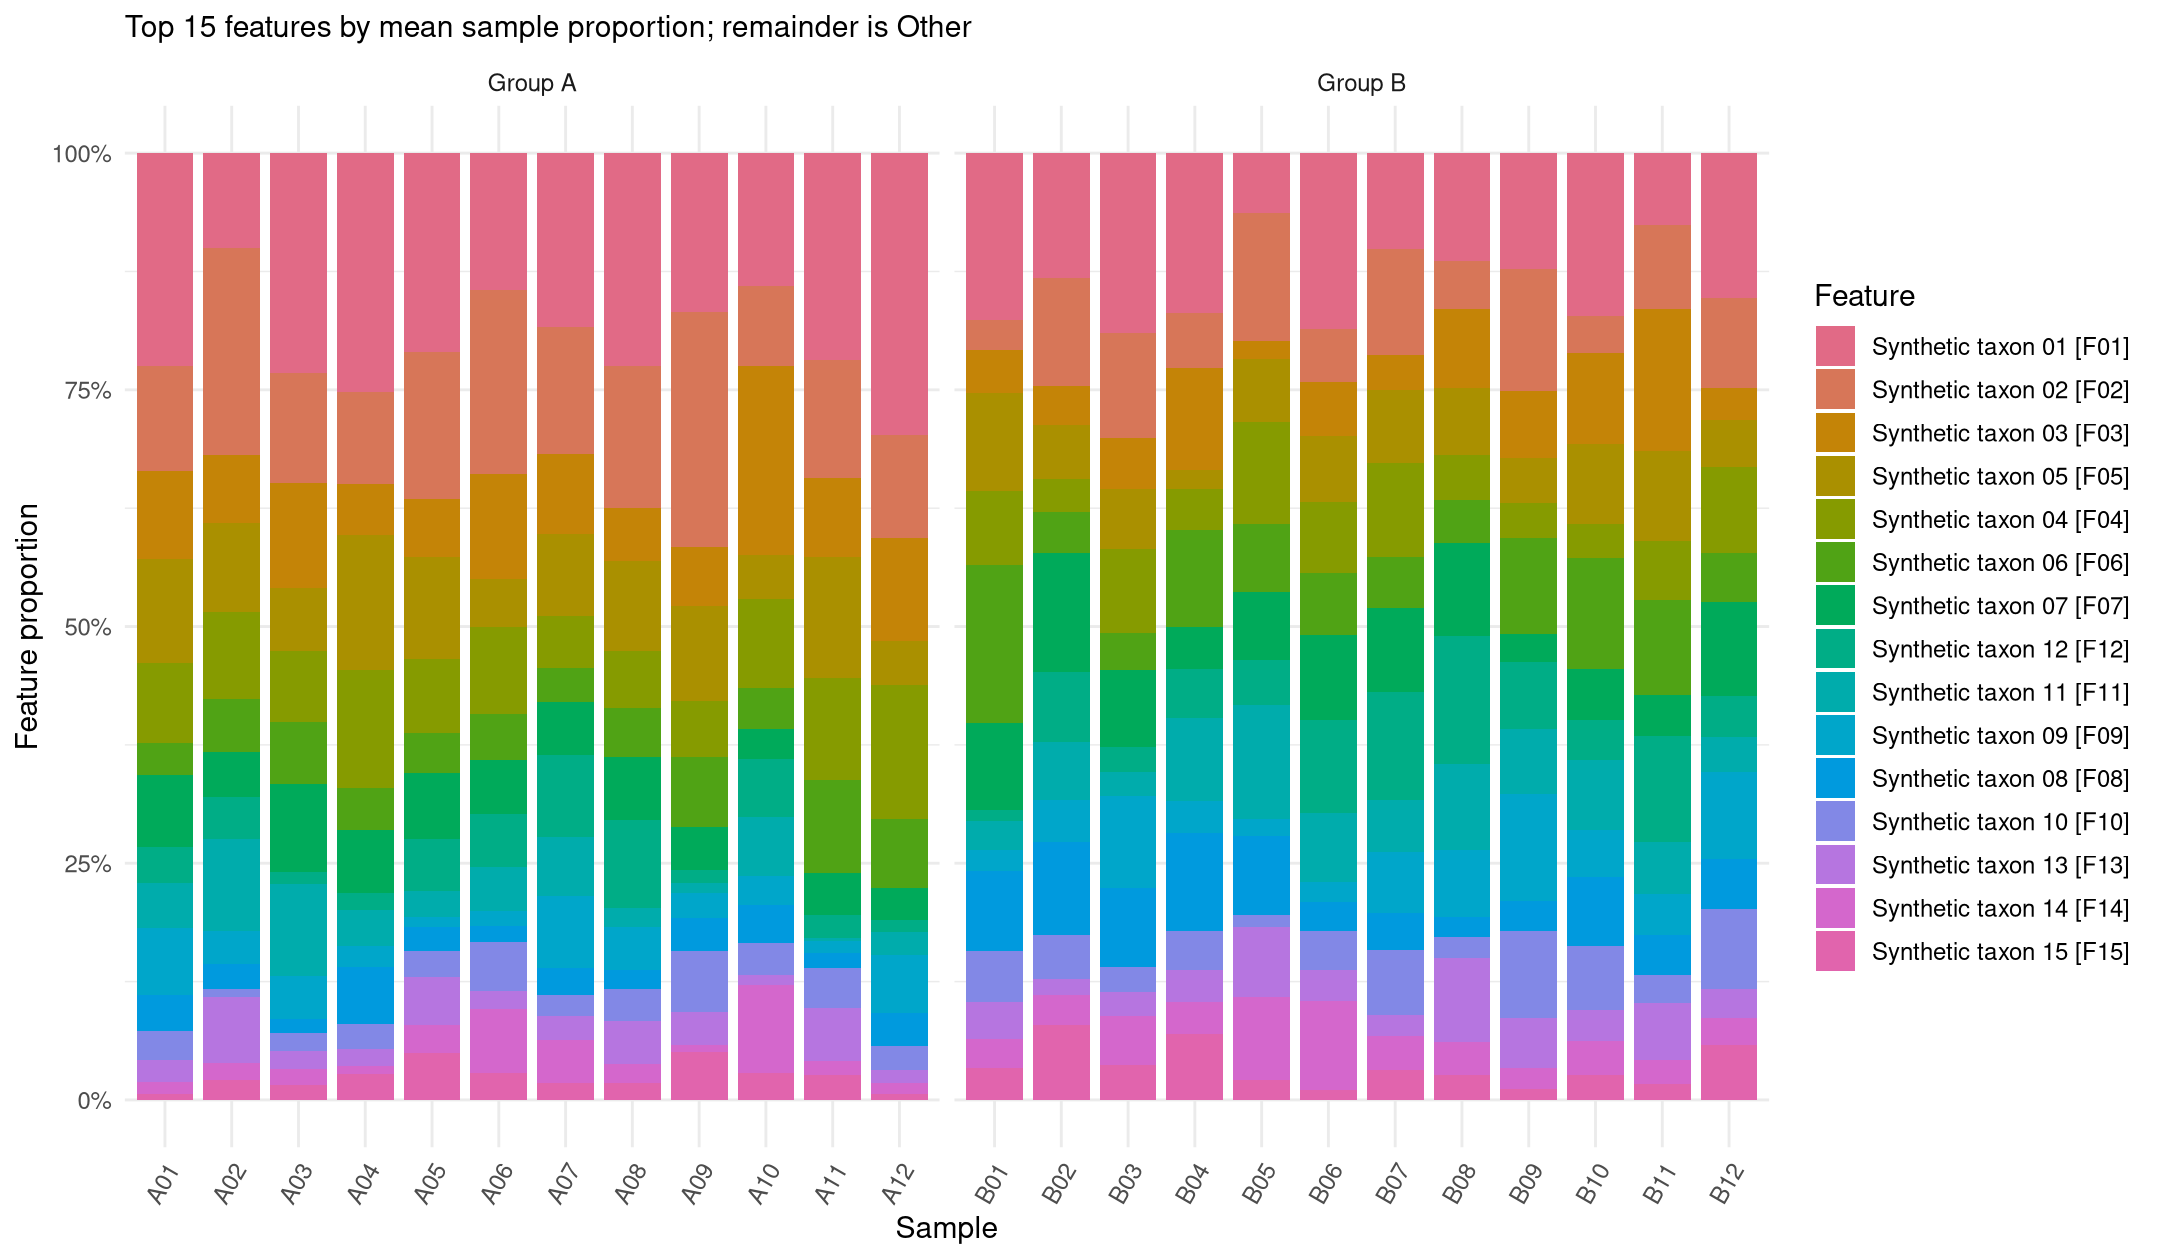 Top 15 features by mean sample proportion; remainder is Other
Group A
Group B
100%
75%
50%
25%
0%
Feature proportion
A01
A02
A03
A04
A05
A06
A07
A08
A09
A10
A11
A12
B01
B02
B03
B04
B05
B06
B07
B08
B09
B10
B11
B12
Sample
Feature
Synthetic taxon 01 [F01]
Synthetic taxon 02 [F02]
Synthetic taxon 03 [F03]
Synthetic taxon 05 [F05]
Synthetic taxon 04 [F04]
Synthetic taxon 06 [F06]
Synthetic taxon 07 [F07]
Synthetic taxon 12 [F12]
Synthetic taxon 11 [F11]
Synthetic taxon 09 [F09]
Synthetic taxon 08 [F08]
Synthetic taxon 10 [F10]
Synthetic taxon 13 [F13]
Synthetic taxon 14 [F14]
Synthetic taxon 15 [F15]